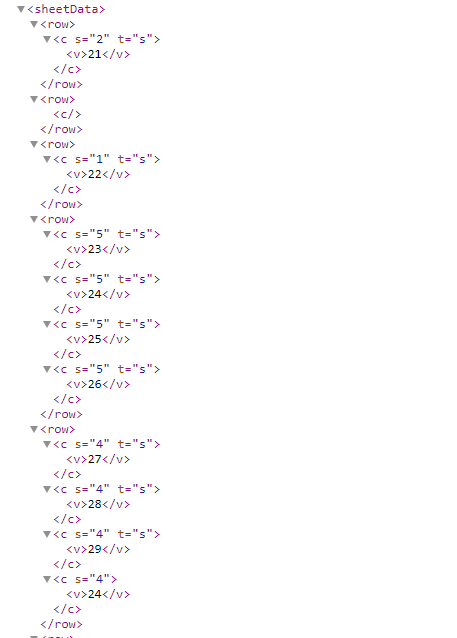 <sheetData>
<row>
<c s="2" t="s">
<v>21</v>
</c>
</row>
<row>
<c/>
</row>
<row>
<c s="1" t="s">
<v>22</v>
</c>
</row>
<row>
<c s="5" t="s">
<v>23</v>
</c>
<c s="5" t="s">
<v>24</v>
</c>
<c s="5" t="s">
<v>25</v>
</c>
<c s="5" t="s">
<v>26</v>
</c>
</row>
<row>
<c s="4" t="s">
<v>27</v>
</c>
<c s="4" t="s">
<v>28</v>
</c>
<c s="4" t="s">
<v>29</v>
</c>
<c s="4">
<v>24</v>
</c>
</row>